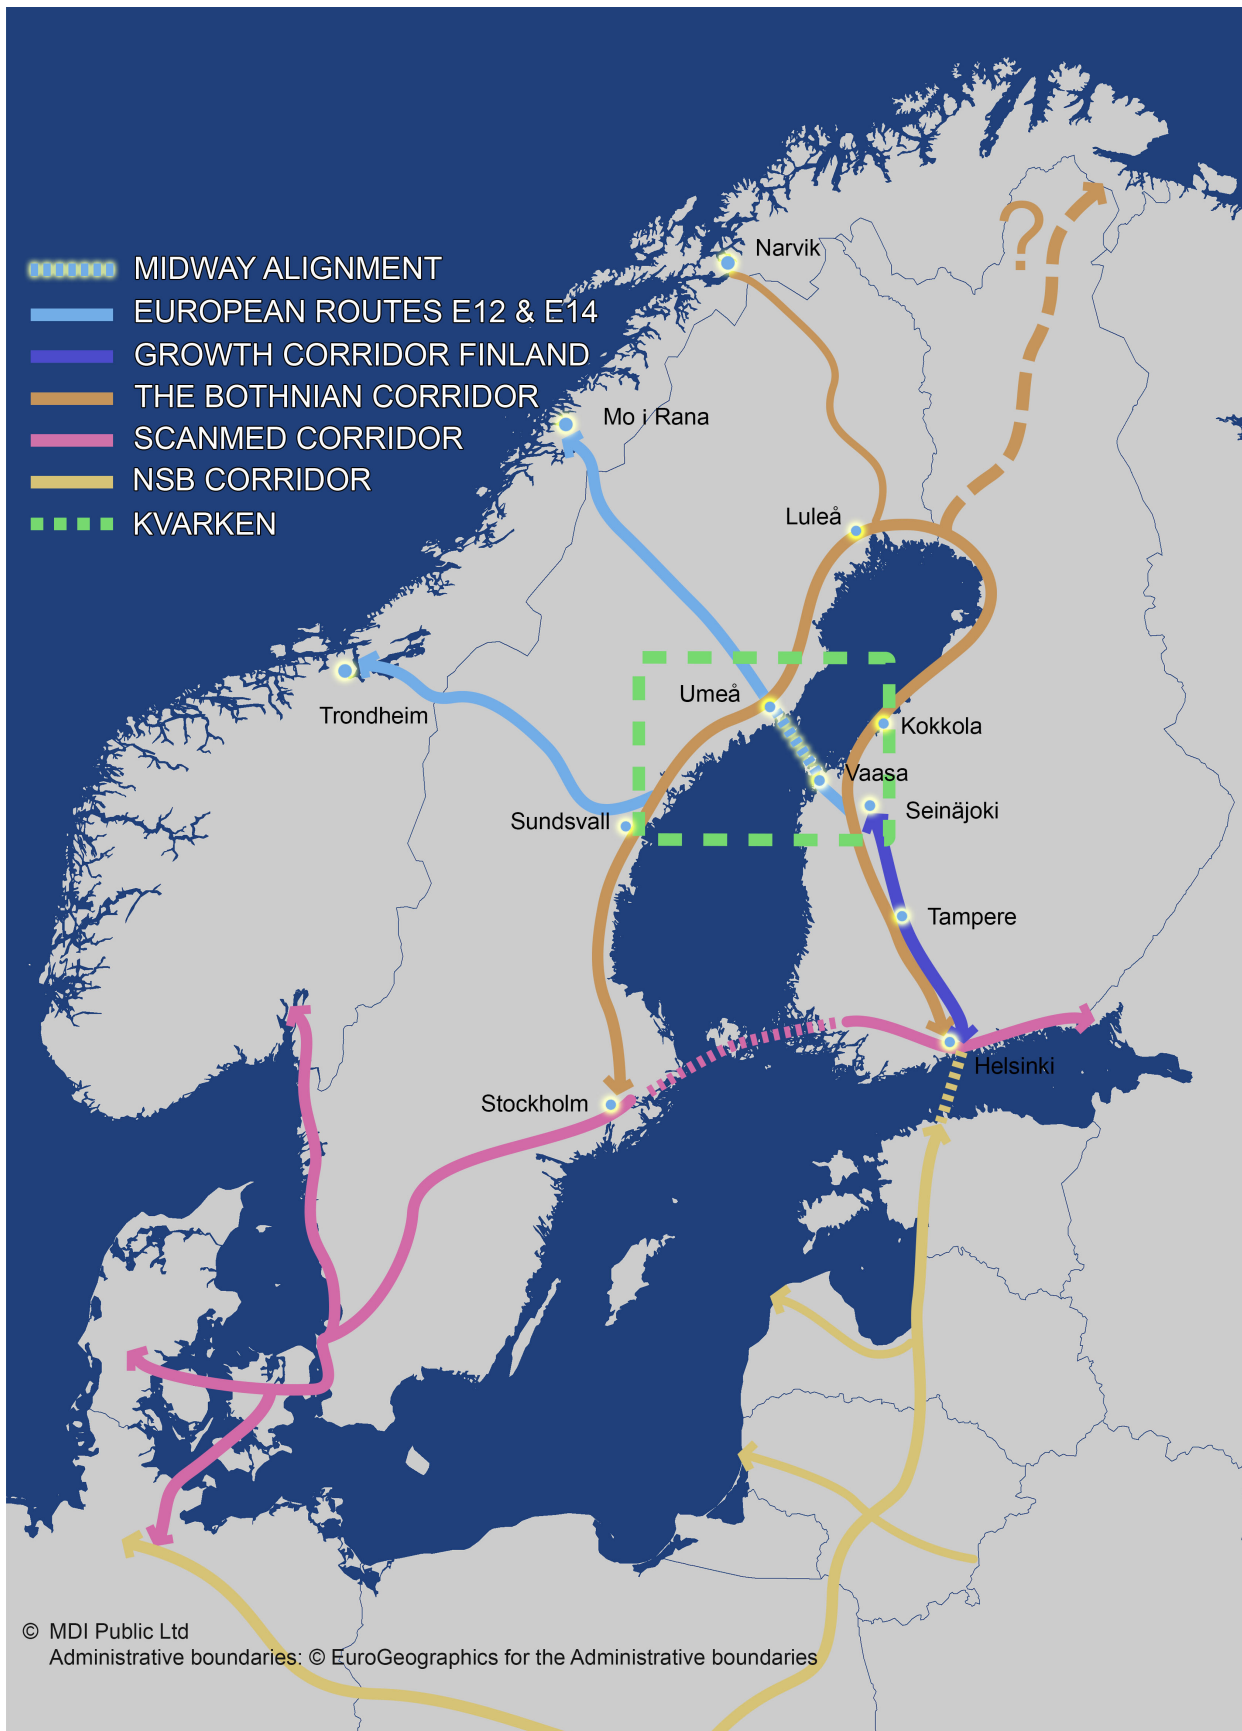 Narvik
?
MIDWAY ALIGNMENT
EUROPEAN ROUTES E12 & E14
GROWTH CORRIDOR FINLAND
THE BOTHNIAN CORRIDOR
SCANMED CORRIDOR
NSB CORRIDOR
KVARKEN
Mo i Rana
Luleå
Umeå
Trondheim
Kokkola
Vaasa
Sundsvall
Seinäjoki
Tampere
Helsinki
Stockholm
© MDI Public Ltd
Administrative boundaries: © EuroGeographics for the Administrative boundaries